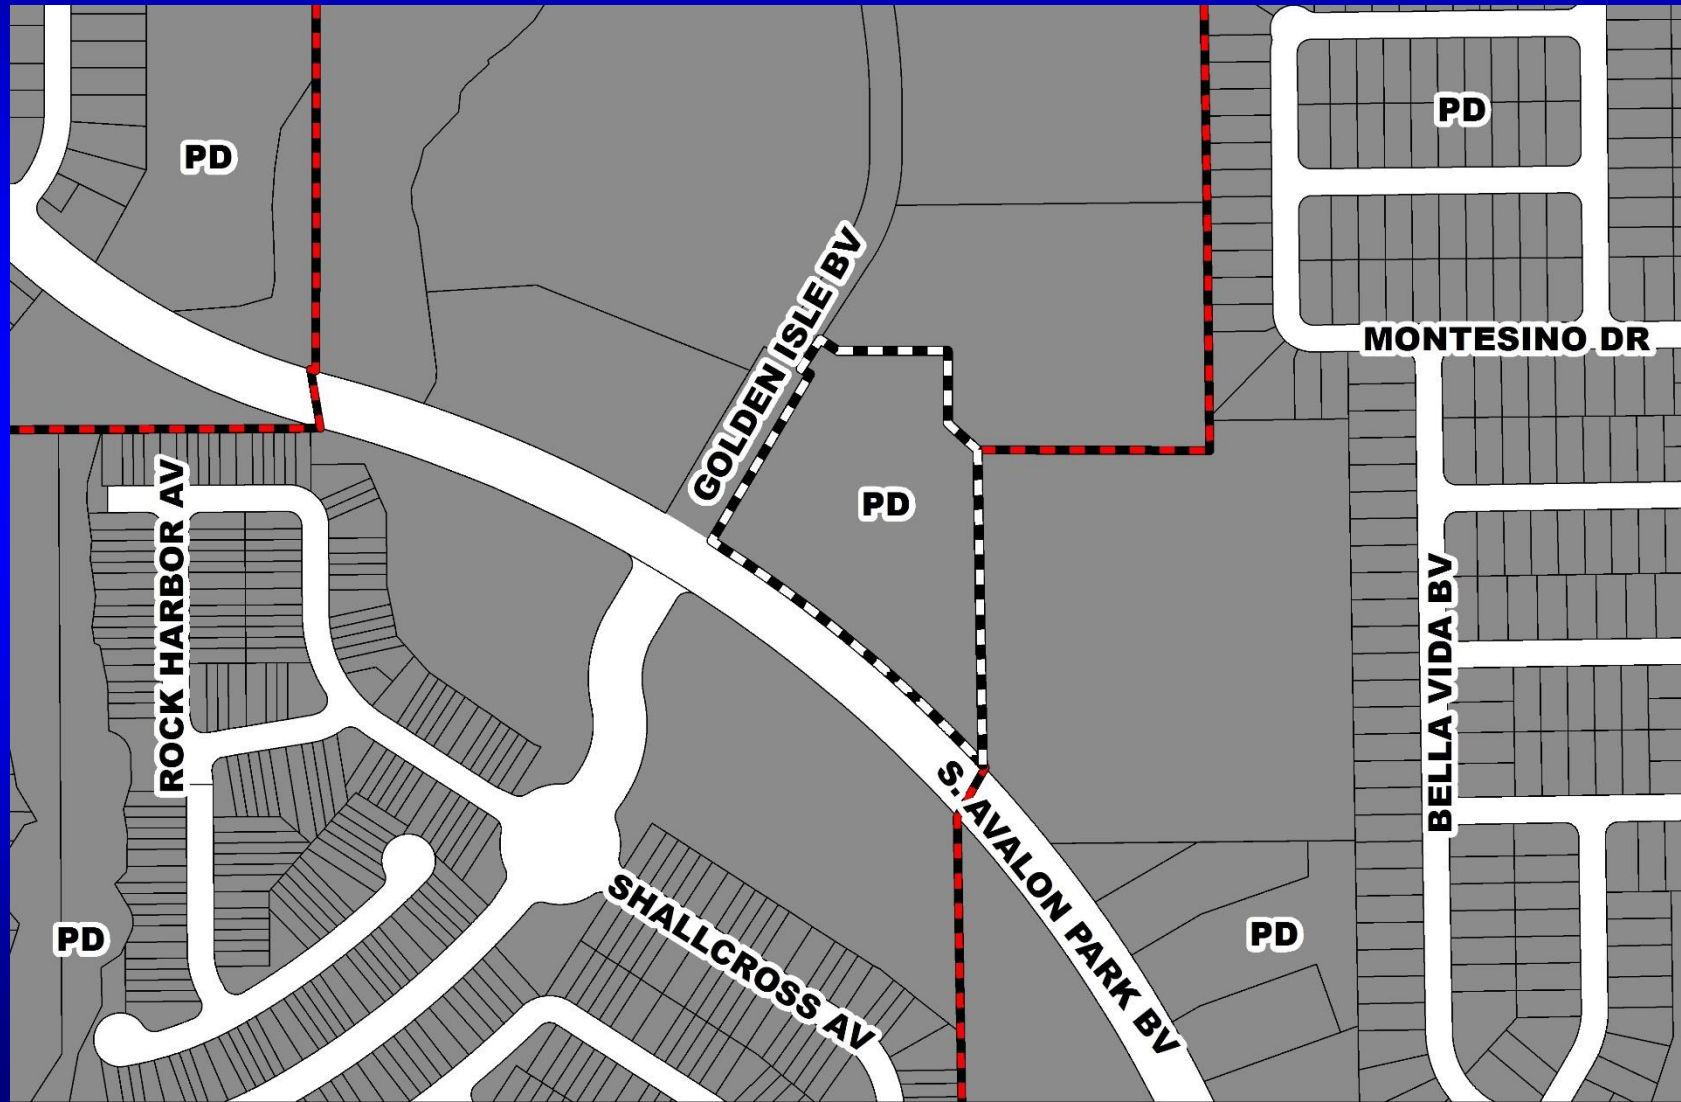 PD
PD
GOLDEN ISLE BV
MONTESINO DR
PD
ROCK HARBOR AV
BELLA VIDA BV
S. AVALON PARK BV
SHALLCROSS AV
PD
PD